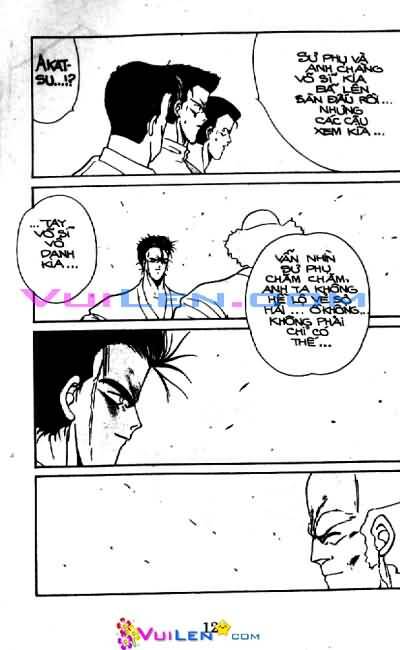 AKAT-
SU...!?
SƯ PHỤ VÀ
ANH CHÀNG
VÕ SĨ KIA
ĐÃ LÊN
SÀN ĐẤU RỒI...
NHƯNG
CÁC CẬU
XEM KÌA...
...TAY
VÕ SĨ
VÔ
DANH
KIA...
VẪN NHÌN
SƯ PHỤ
CHĂM CHĂM.
ANH TA KHÔNG
HỀ LỘ VẺ SỢ
HÃI... Ồ KHÔNG...
KHÔNG PHẢI
CHỈ CÓ
THẾ...
VUILEN.COM
12
VUILEN.COM